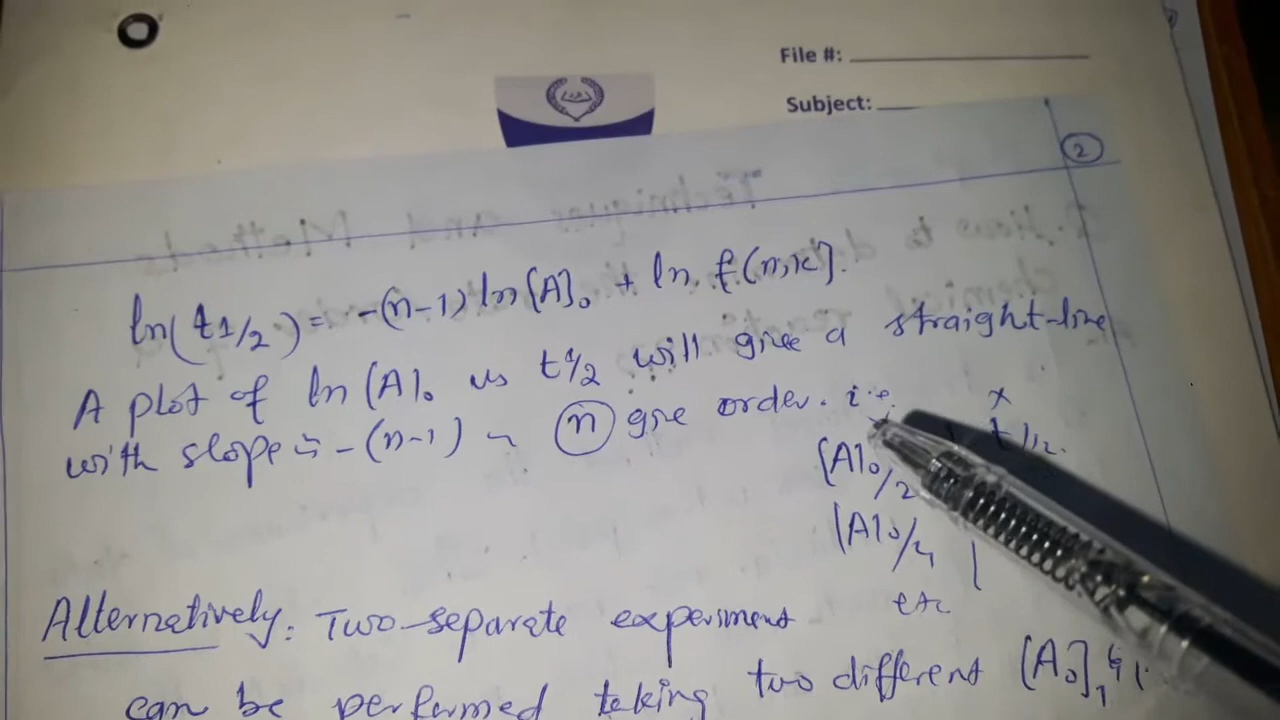 File #:
Subject:
2
ln(t1/2) = -(n-1) ln[A]₀ + ln f(n,k].
A plot of ln[A]₀ vs t1/2 will give a straight-line
with slope = -(n-1) ~ n give order. i.e.
x
[A]₀/2 t1/2.
[A]₀/4
etc
Alternatively: Two-separate experiment
can be performed taking two different [A₀]₁ &